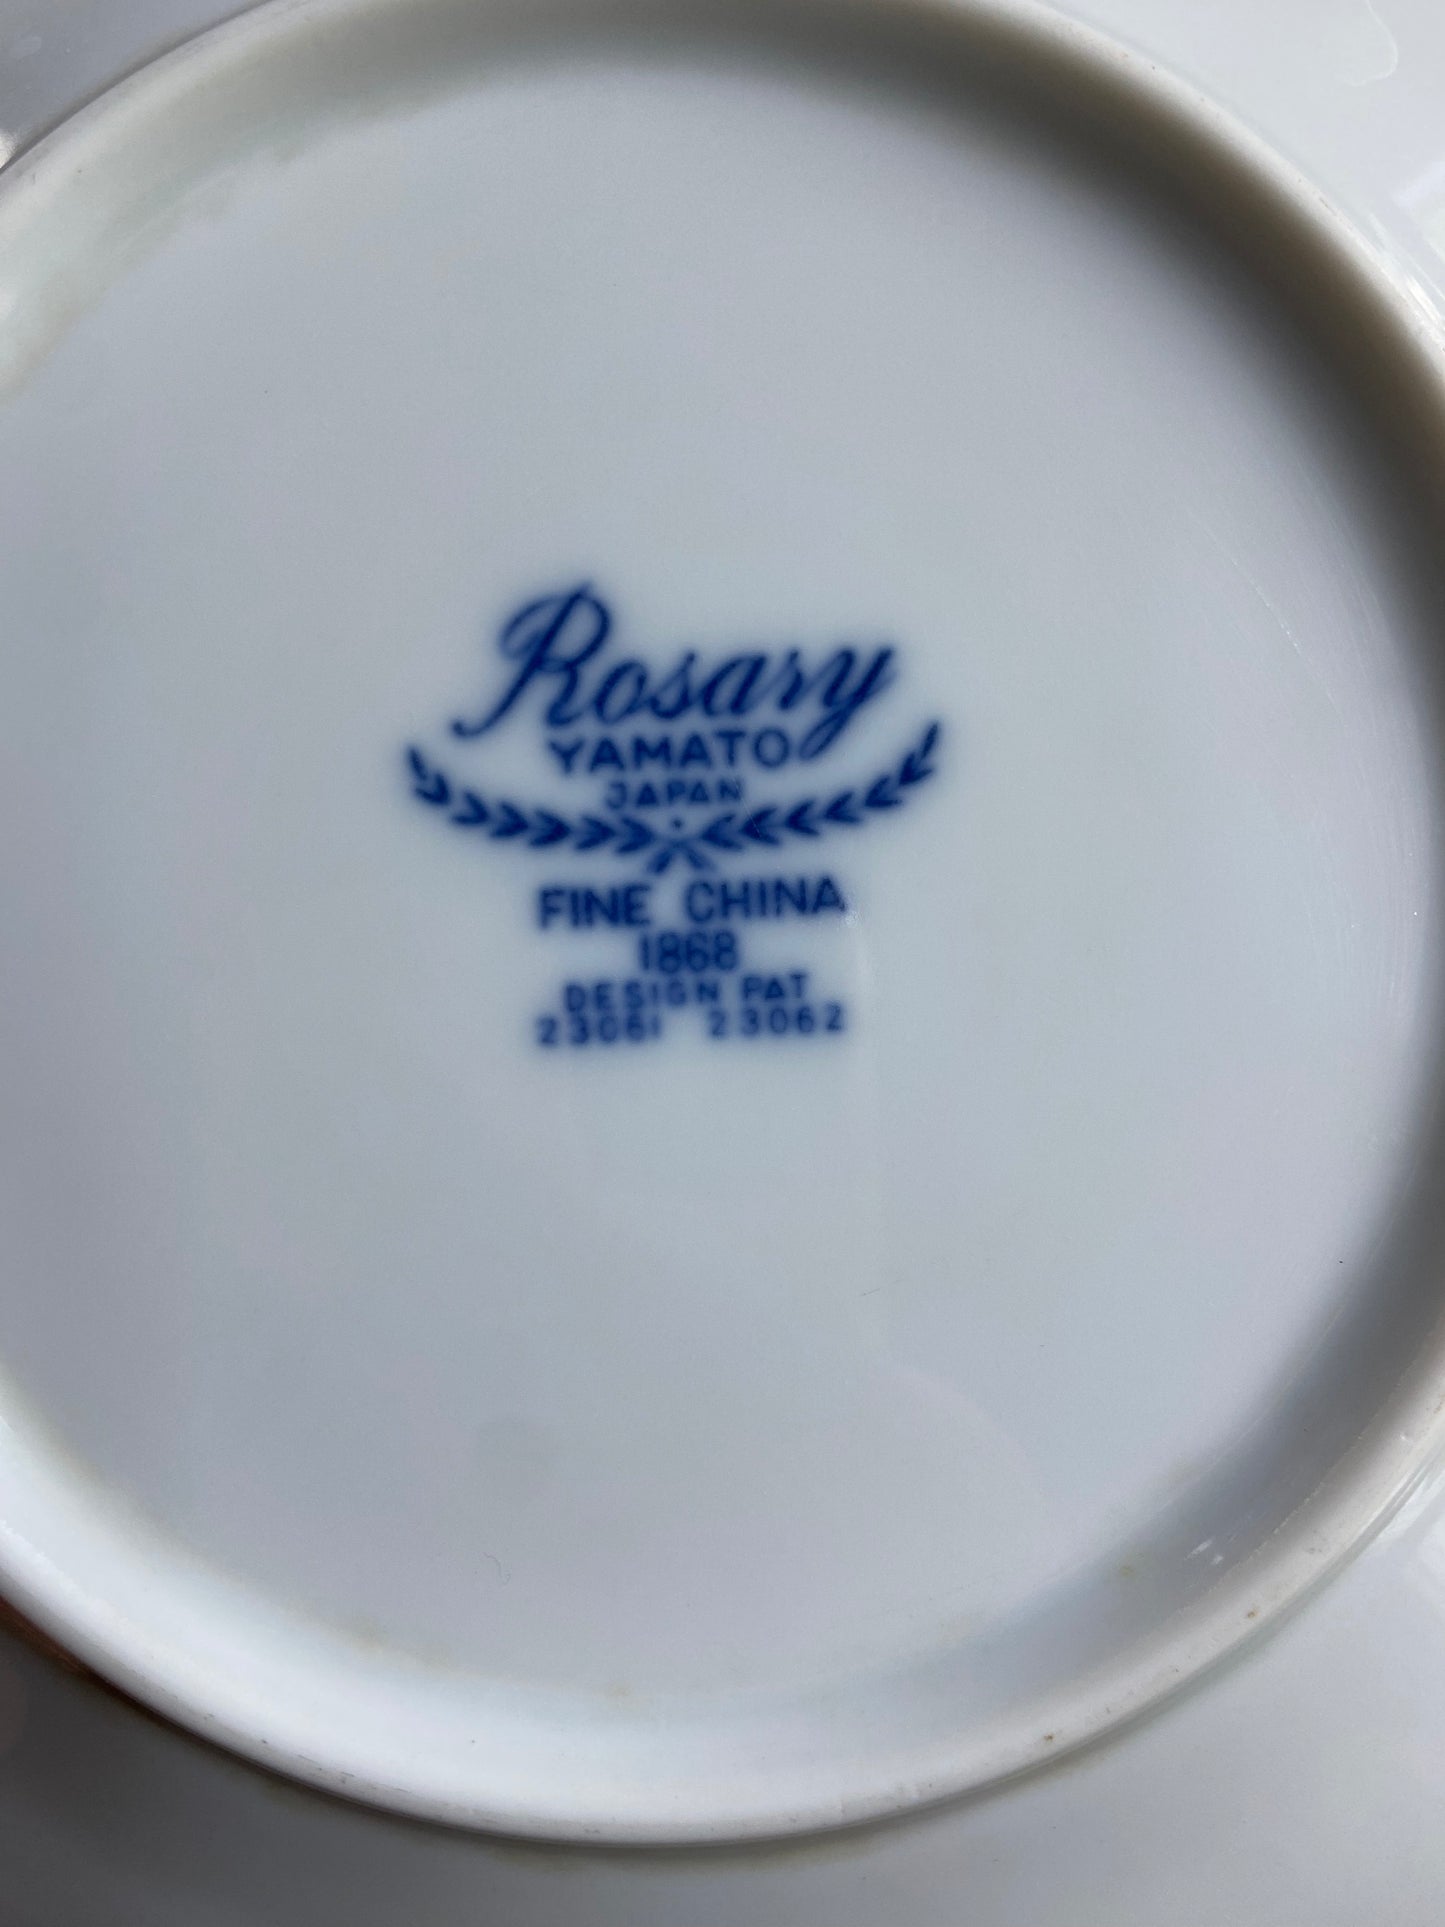 Rosary
YAMATO
JAPAN
FINE CHINA
1868
DESIGN PAT
23061 23062